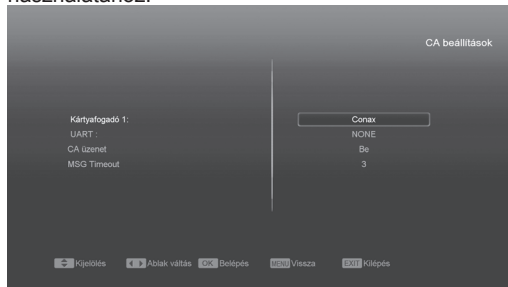 használatához.
CA beállítások
Kártyafogadó 1: Conax
UART : NONE
CA üzenet Be
MSG Timeout 3
Kijelölés Ablak váltás OK Belépés MENU Vissza EXIT Kilépés